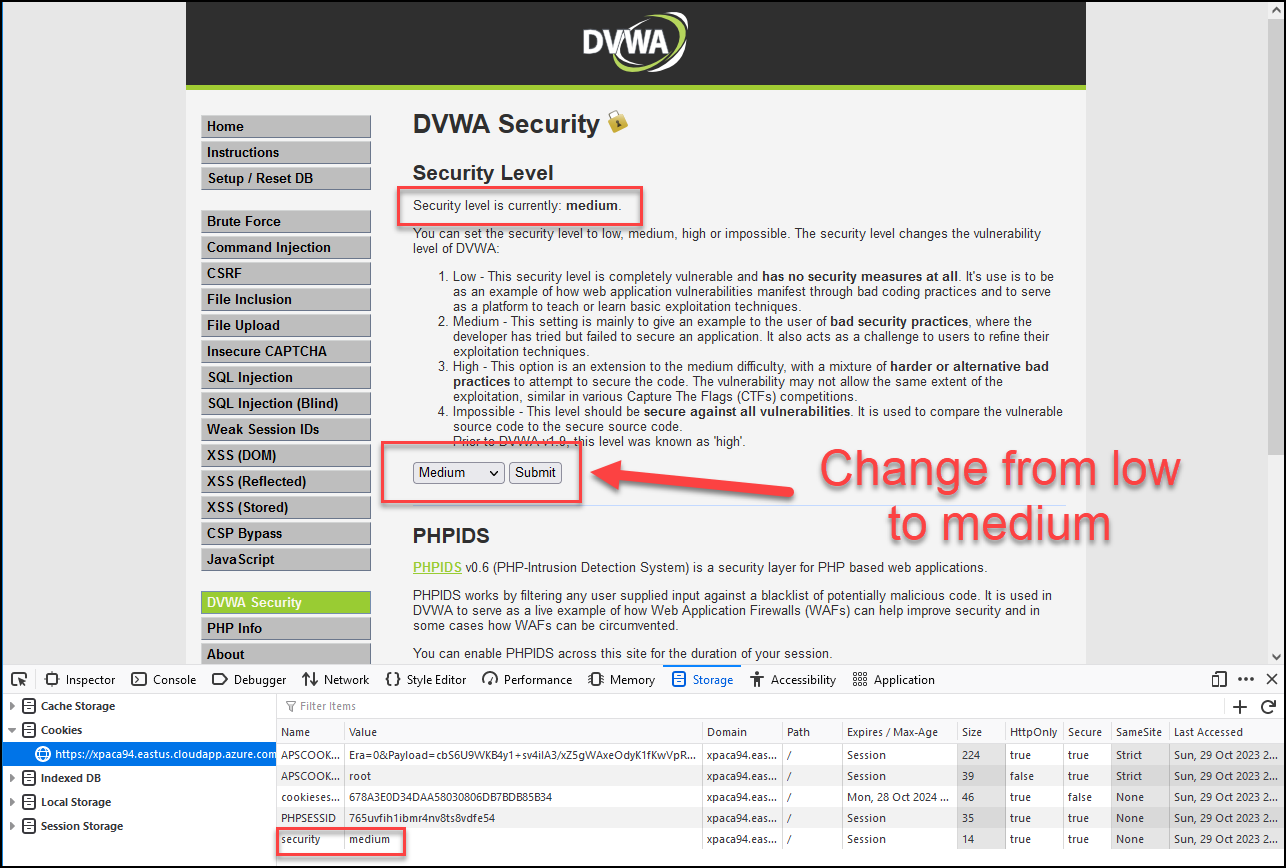 DVWA
Home
Instructions
Setup / Reset DB
Brute Force
Command Injection
CSRF
File Inclusion
File Upload
Insecure CAPTCHA
SQL Injection
SQL Injection (Blind)
Weak Session IDs
XSS (DOM)
XSS (Reflected)
XSS (Stored)
CSP Bypass
JavaScript
DVWA Security
PHP Info
About
DVWA Security
Security Level
Security level is currently: medium.
You can set the security level to low, medium, high or impossible. The security level changes the vulnerability
level of DVWA:
1. Low - This security level is completely vulnerable and has no security measures at all. It's use is to be
as an example of how web application vulnerabilities manifest through bad coding practices and to serve
as a platform to teach or learn basic exploitation techniques.
2. Medium - This setting is mainly to give an example to the user of bad security practices, where the
developer has tried but failed to secure an application. It also acts as a challenge to users to refine their
exploitation techniques.
3. High - This option is an extension to the medium difficulty, with a mixture of harder or alternative bad
practices to attempt to secure the code. The vulnerability may not allow the same extent of the
exploitation, similar in various Capture The Flags (CTFs) competitions.
4. Impossible - This level should be secure against all vulnerabilities. It is used to compare the vulnerable
source code to the secure source code.
Prior to DVWA v1.9, this level was known as 'high'.
Medium Submit
Change from low
to medium
PHPIDS
PHPIDS v0.6 (PHP-Intrusion Detection System) is a security layer for PHP based web applications.
PHPIDS works by filtering any user supplied input against a blacklist of potentially malicious code. It is used in
DVWA to serve as a live example of how Web Application Firewalls (WAFs) can help improve security and in
some cases how WAFs can be circumvented.
You can enable PHPIDS across this site for the duration of your session.
Inspector Console Debugger Network Style Editor Performance Memory Storage Accessibility Application
Cache Storage
Cookies
https://xpaca94.eastus.cloudapp.azure.com
Indexed DB
Local Storage
Session Storage
Filter Items
Name Value Domain Path Expires / Max-Age Size HttpOnly Secure SameSite Last Accessed
APSCOOK... Era=0&Payload=cbS6U9WKB4y1+sv4ilA3/xZ5gWAxeOdyK1fKwVpR... xpaca94.eas... / Session 224 true true Strict Sun, 29 Oct 2023 2...
APSCOOK... root xpaca94.eas... / Session 39 false true Strict Sun, 29 Oct 2023 2...
cookieses... 678A3E0D34DAA58030806DB7BDB85B34 xpaca94.eas... / Mon, 28 Oct 2024 ... 46 true false None Sun, 29 Oct 2023 2...
PHPSESSID 765uvfih1ibmr4nv8ts8vdfe54 xpaca94.eas... / Session 35 true true None Sun, 29 Oct 2023 2...
security medium xpaca94.eas... / Session 14 true true None Sun, 29 Oct 2023 2...